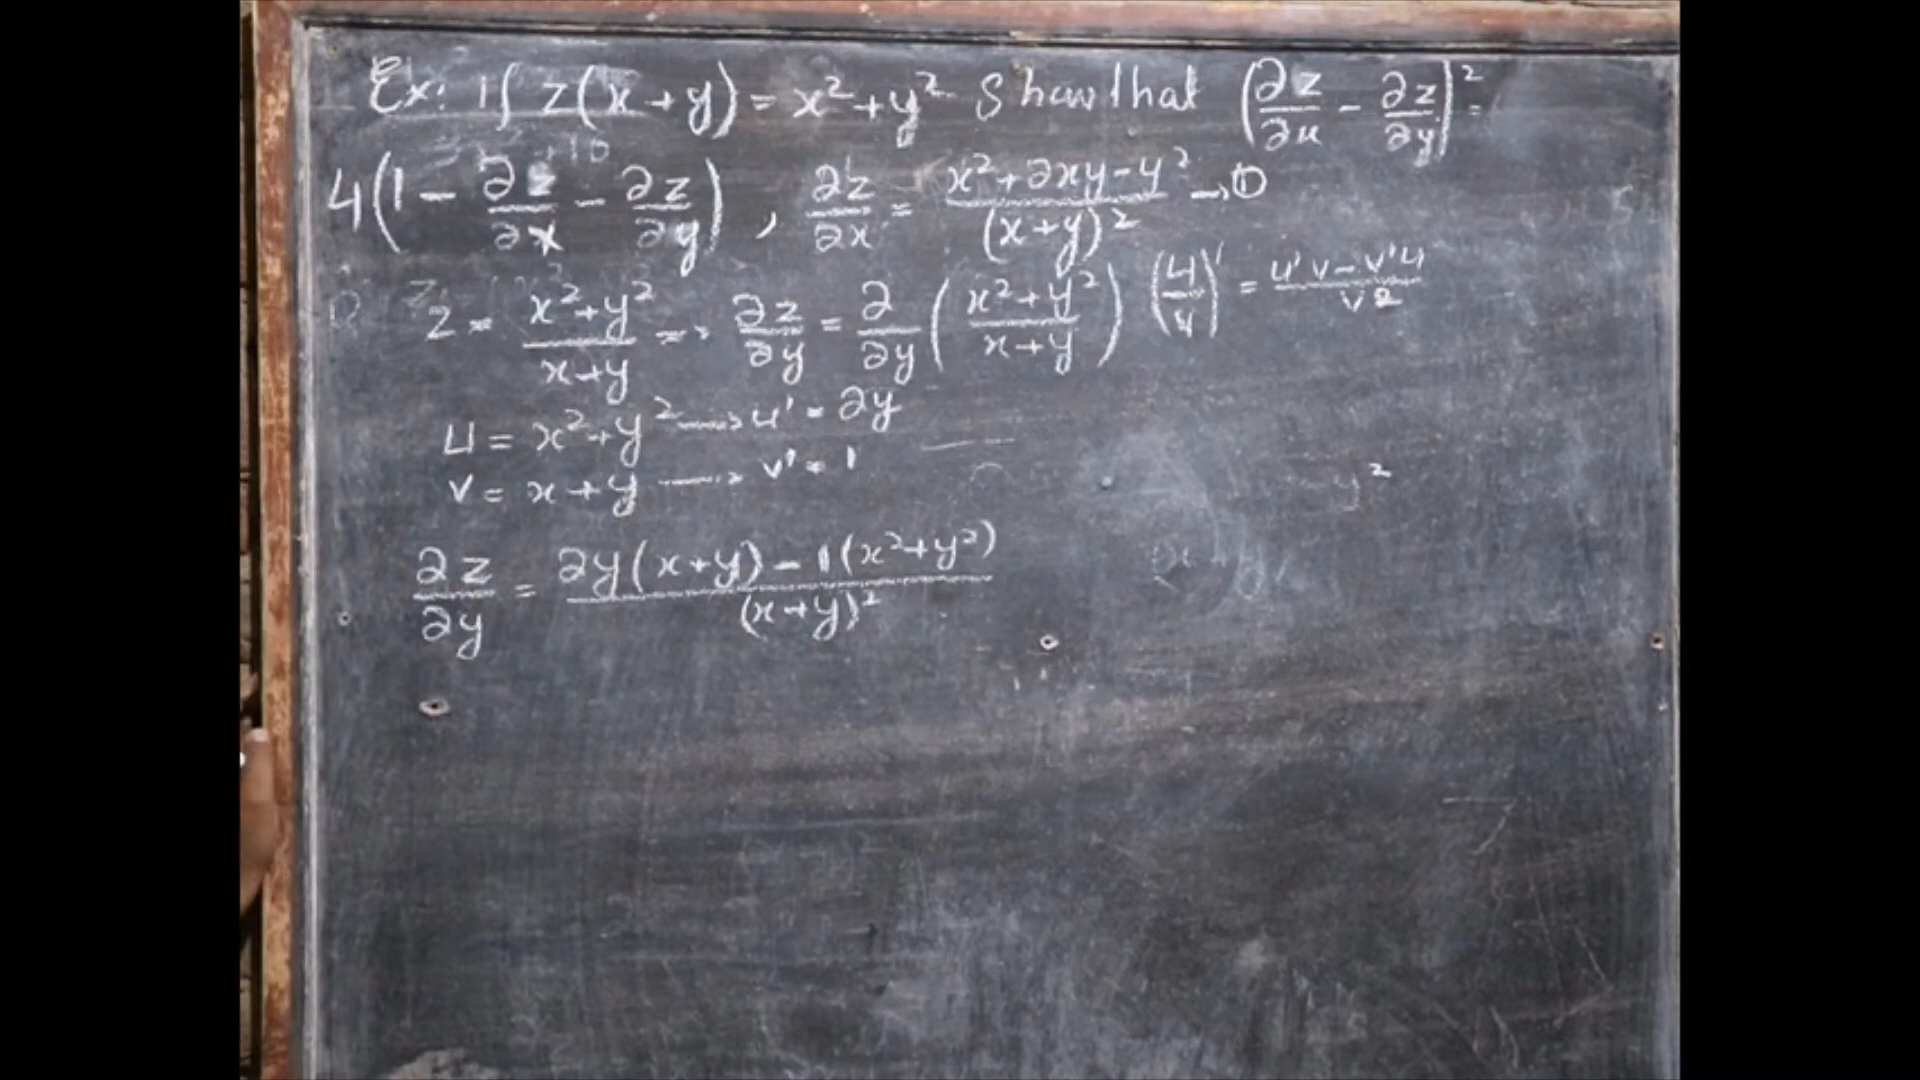 Ex: If z(x+y) = x²+y² Show that (∂z/∂x - ∂z/∂y)² =
4(1 - ∂z/∂x - ∂z/∂y) , ∂z/∂x = (x²+2xy-y²)/(x+y)² → ①
z = (x²+y²)/(x+y) => ∂z/∂y = ∂/∂y ((x²+y²)/(x+y)) (u/v)' = (u'v - v'u)/v²
u = x²+y² → u' = 2y
v = x+y → v' = 1
∂z/∂y = (2y(x+y) - 1(x²+y²))/(x+y)²